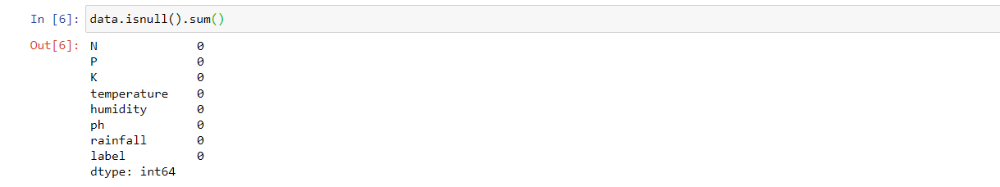 In [6]: data.isnull().sum()
Out[6]: N 0
P 0
K 0
temperature 0
humidity 0
ph 0
rainfall 0
label 0
dtype: int64